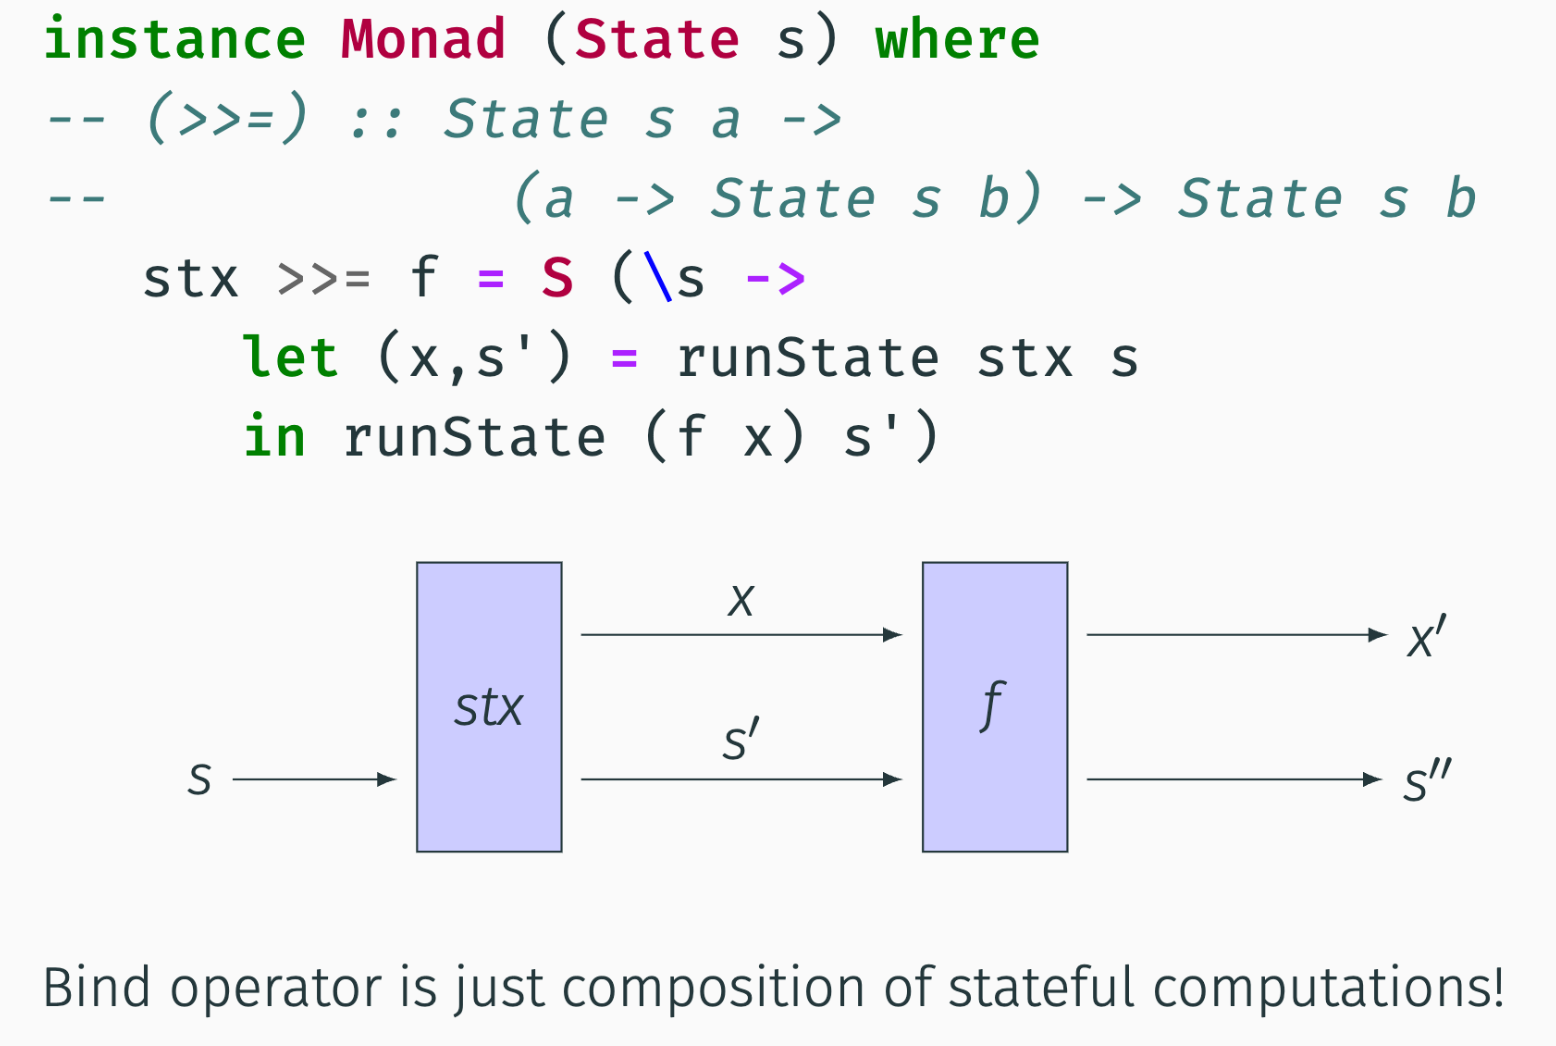 instance Monad (State s) where
-- (>>=) :: State s a ->
--             (a -> State s b) -> State s b
   stx >>= f = S (\s ->
      let (x,s') = runState stx s
      in runState (f x) s')
x
x′
stx
f
s′
s
s″
Bind operator is just composition of stateful computations!